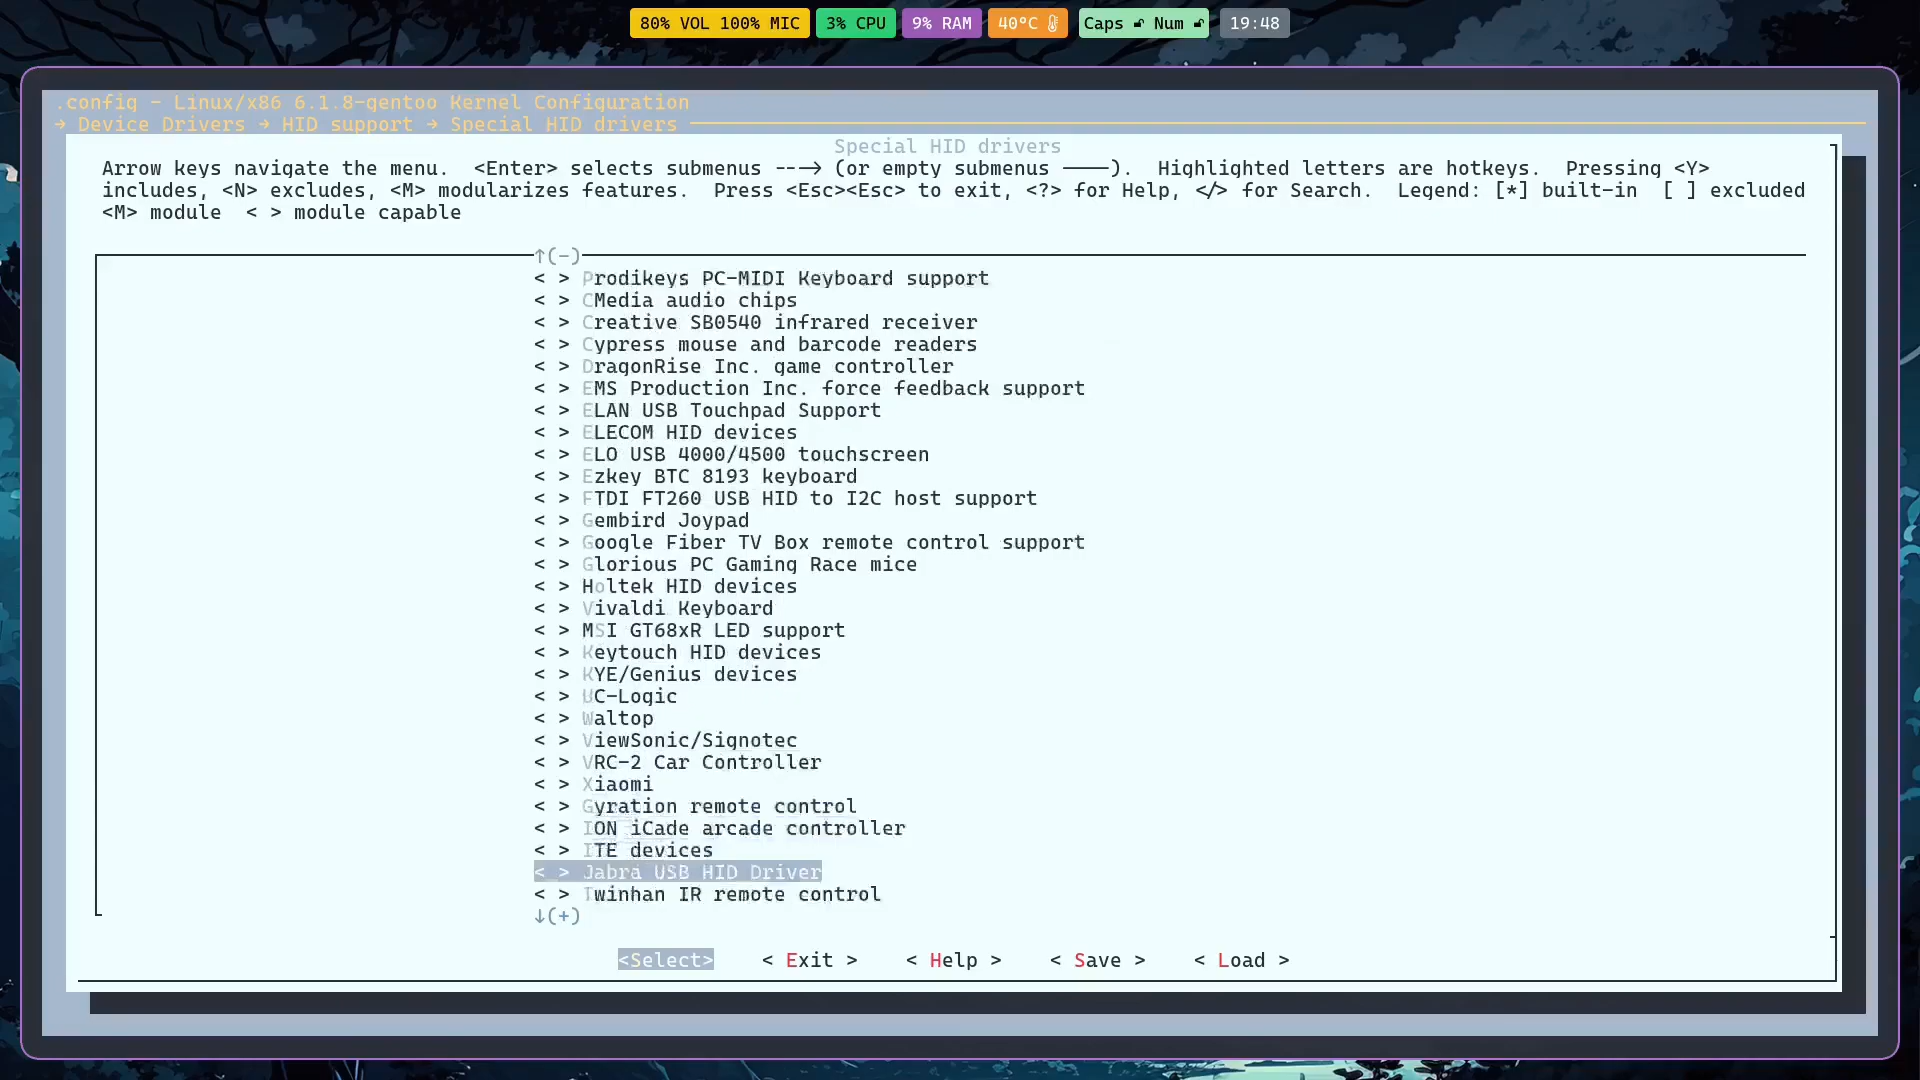 80% VOL 100% MIC 3% CPU 9% RAM 40°C Caps Num 19:48
.config - Linux/x86 6.1.8-gentoo Kernel Configuration
→ Device Drivers → HID support → Special HID drivers
Special HID drivers
Arrow keys navigate the menu. <Enter> selects submenus ---> (or empty submenus ----). Highlighted letters are hotkeys. Pressing <Y>
includes, <N> excludes, <M> modularizes features. Press <Esc><Esc> to exit, <?> for Help, </> for Search. Legend: [*] built-in [ ] excluded
<M> module < > module capable
↑(-)
< > Prodikeys PC-MIDI Keyboard support
< > CMedia audio chips
< > Creative SB0540 infrared receiver
< > Cypress mouse and barcode readers
< > DragonRise Inc. game controller
< > EMS Production Inc. force feedback support
< > ELAN USB Touchpad Support
< > ELECOM HID devices
< > ELO USB 4000/4500 touchscreen
< > Ezkey BTC 8193 keyboard
< > FTDI FT260 USB HID to I2C host support
< > Gembird Joypad
< > Google Fiber TV Box remote control support
< > Glorious PC Gaming Race mice
< > Holtek HID devices
< > Vivaldi Keyboard
< > MSI GT68xR LED support
< > Keytouch HID devices
< > KYE/Genius devices
< > UC-Logic
< > Waltop
< > ViewSonic/Signotec
< > VRC-2 Car Controller
< > Xiaomi
< > Gyration remote control
< > ION iCade arcade controller
< > ITE devices
< > Jabra USB HID Driver
< > Twinhan IR remote control
↓(+)
<Select> < Exit > < Help > < Save > < Load >